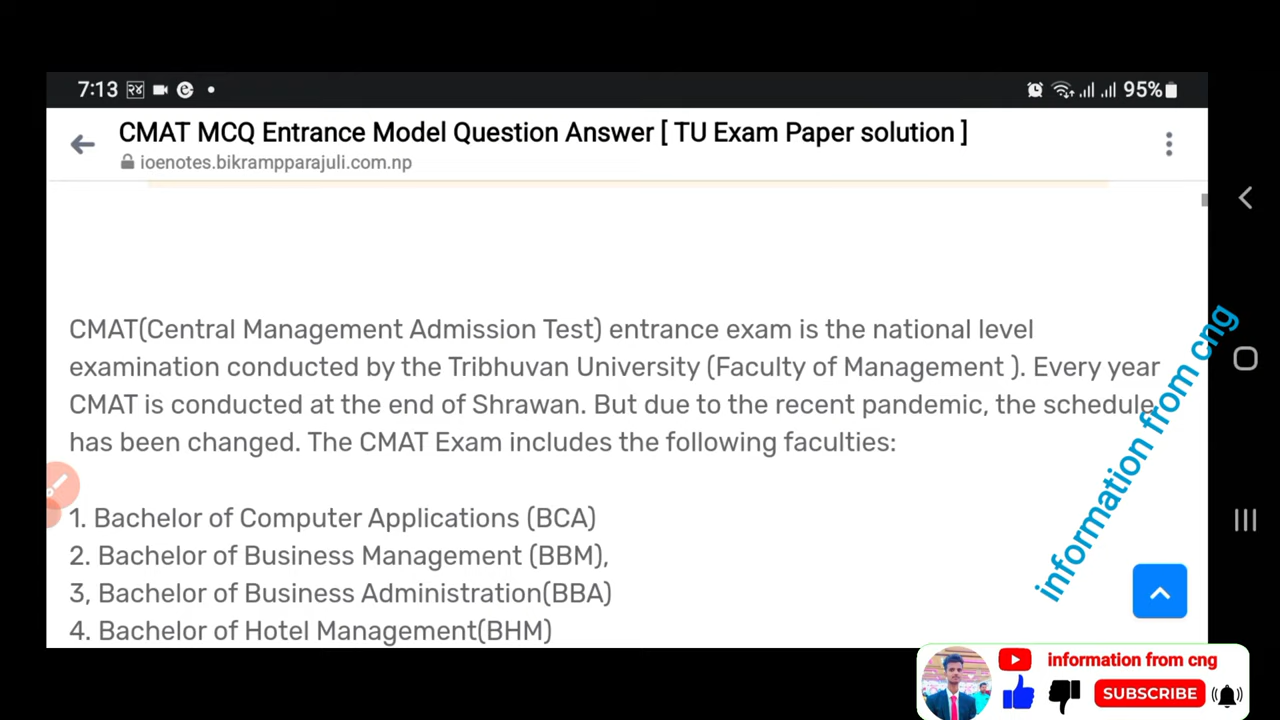 7:13 २४ 95%
CMAT MCQ Entrance Model Question Answer [ TU Exam Paper solution ]
ioenotes.bikrampparajuli.com.np
CMAT(Central Management Admission Test) entrance exam is the national level
examination conducted by the Tribhuvan University (Faculty of Management ). Every year
CMAT is conducted at the end of Shrawan. But due to the recent pandemic, the schedule
has been changed. The CMAT Exam includes the following faculties:
1. Bachelor of Computer Applications (BCA)
2. Bachelor of Business Management (BBM),
3, Bachelor of Business Administration(BBA)
4. Bachelor of Hotel Management(BHM)
information from cng
information from cng
SUBSCRIBE